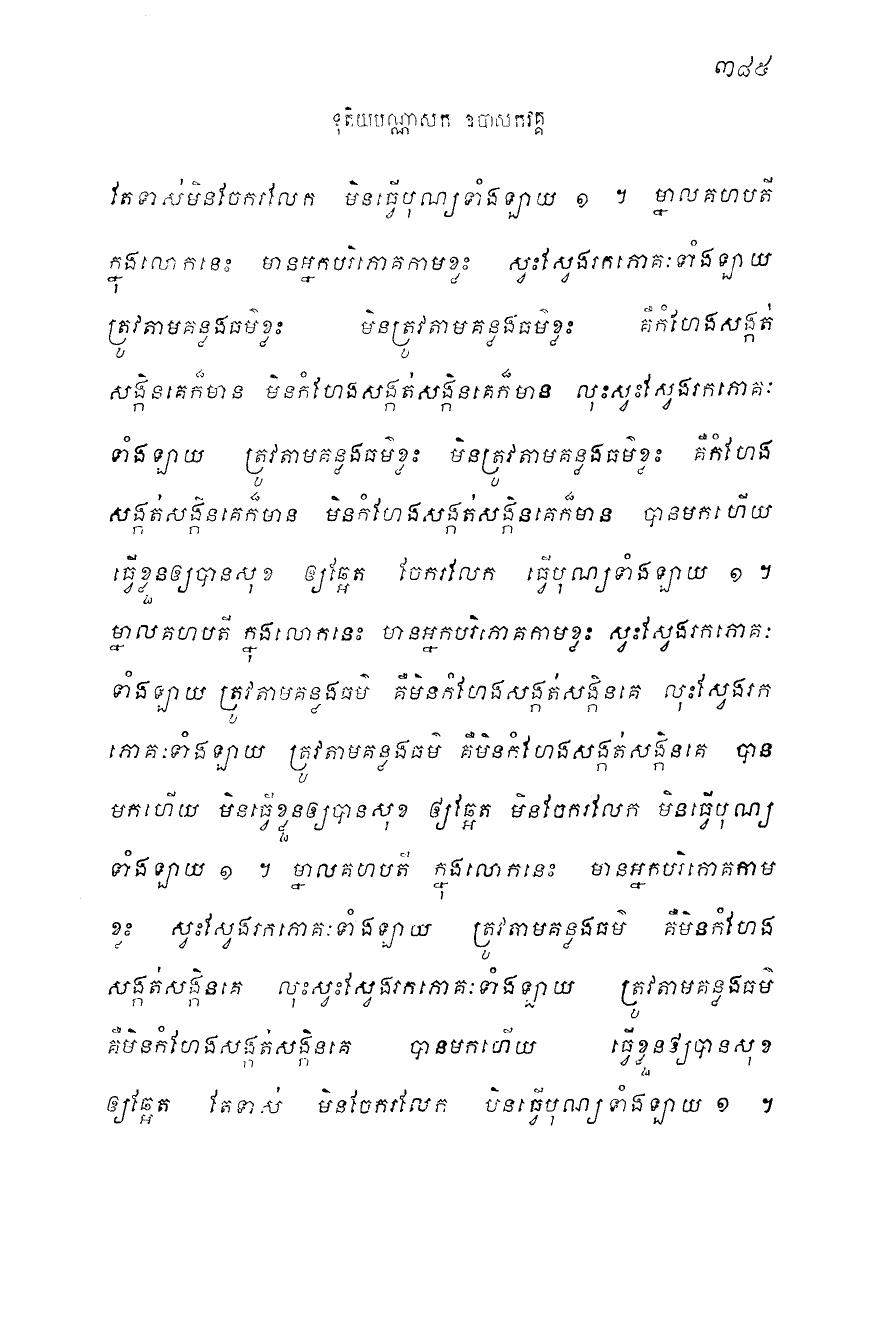 ៣៨៥
ទុតិយបណ្ណាសក ឧបាសកវគ្គ
តែទាស់មិនចែករលែក មិនធ្វើបុណ្យទាំងឡាយ ១ ។ ម្នាលគហបតី
ក្នុងលោកនេះ មានអ្នកបរិភោគកាមខ្លះ ស្វះស្វែងរកភោគៈទាំងឡាយ
ត្រូវតាមគន្លងធម៌ខ្លះ មិនត្រូវតាមគន្លងធម៌ខ្លះ គឺកំហែងសង្កត់
សង្កិនគេក៏មាន មិនកំហែងសង្កត់សង្កិនគេក៏មាន លុះស្វះស្វែងរកភោគៈ
ទាំងឡាយ ត្រូវតាមគន្លងធម៌ខ្លះ មិនត្រូវតាមគន្លងធម៌ខ្លះ គឺកំហែង
សង្កត់សង្កិនគេក៏មាន មិនកំហែងសង្កត់សង្កិនគេក៏មាន បានមកហើយ
ធ្វើខ្លួនឲ្យបានសុខ ឲ្យឆ្អែត ចែករលែក ធ្វើបុណ្យទាំងឡាយ ១ ។
ម្នាលគហបតី ក្នុងលោកនេះ មានអ្នកបរិភោគកាមខ្លះ ស្វះស្វែងរកភោគៈ
ទាំងឡាយ ត្រូវតាមគន្លងធម៌ គឺមិនកំហែងសង្កត់សង្កិនគេ លុះស្វែងរក
ភោគៈទាំងឡាយ ត្រូវតាមគន្លងធម៌ គឺមិនកំហែងសង្កត់សង្កិនគេ បាន
មកហើយ មិនធ្វើខ្លួនឲ្យបានសុខ ឲ្យឆ្អែត មិនចែករលែក មិនធ្វើបុណ្យ
ទាំងឡាយ ១ ។ ម្នាលគហបតី ក្នុងលោកនេះ មានអ្នកបរិភោគកាម
ខ្លះ ស្វះស្វែងរកភោគៈទាំងឡាយ ត្រូវតាមគន្លងធម៌ គឺមិនកំហែង
សង្កត់សង្កិនគេ លុះស្វះស្វែងរកភោគៈទាំងឡាយ ត្រូវតាមគន្លងធម៌
គឺមិនកំហែងសង្កត់សង្កិនគេ បានមកហើយ ធ្វើខ្លួនឲ្យបានសុខ
ឲ្យឆ្អែត តែទាស់ មិនចែករលែក មិនធ្វើបុណ្យទាំងឡាយ ១ ។